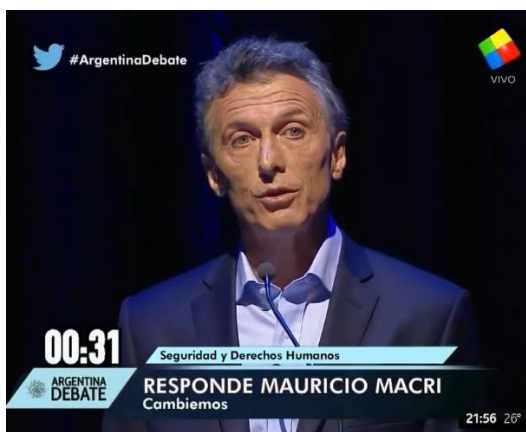 #ArgentinaDebate
VIVO
00:31
Seguridad y Derechos Humanos
ARGENTINA
DEBATE
RESPONDE MAURICIO MACRI
Cambiemos
21:56 26°